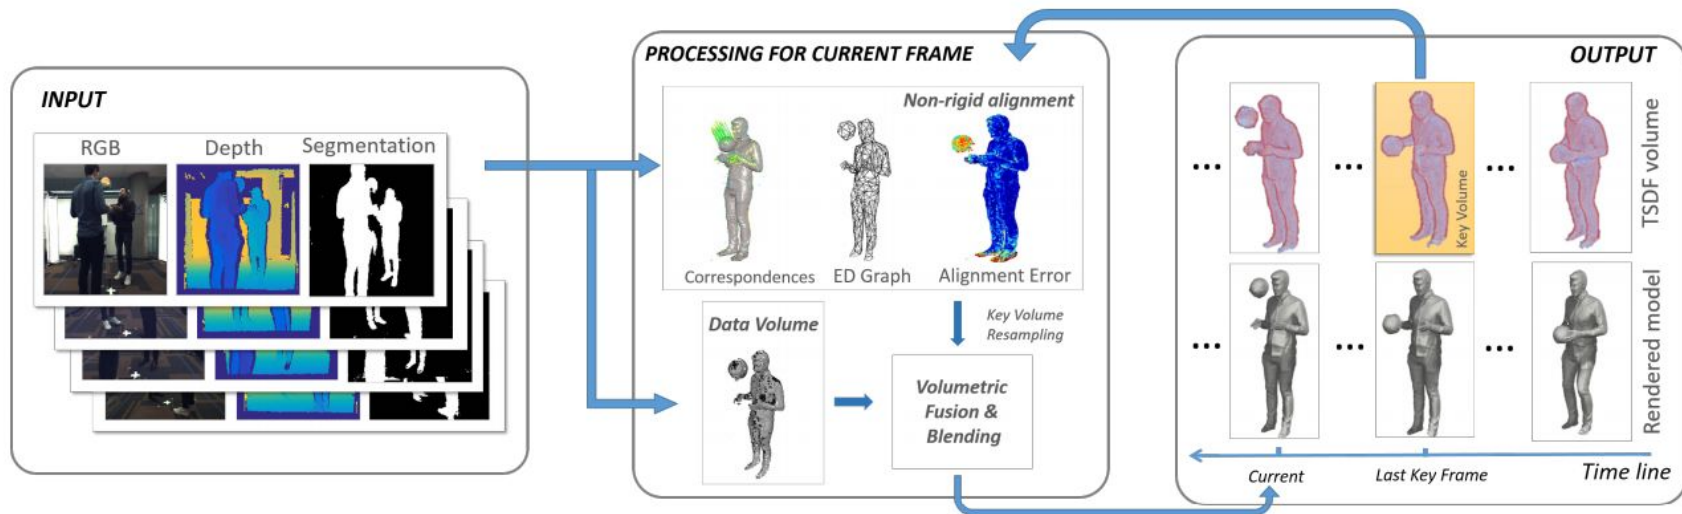 INPUT
RGB
Depth
Segmentation
PROCESSING FOR CURRENT FRAME
Non-rigid alignment
Correspondences
ED Graph
Alignment Error
Key Volume
Resampling
Data Volume
Volumetric
Fusion &
Blending
OUTPUT
...
...
...
Key Volume
TSDF volume
...
...
...
Rendered model
Current
Last Key Frame
Time line